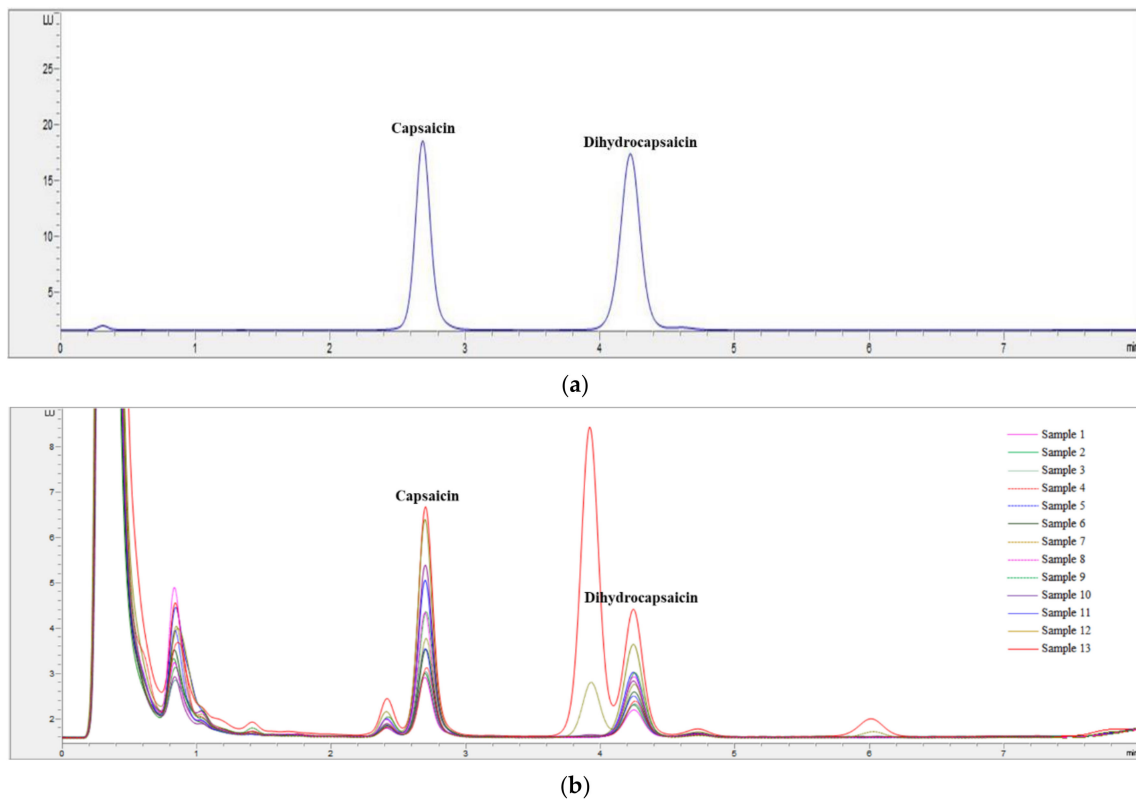 LU
25
20
15
10
5
Capsaicin
Dihydrocapsaicin
0 1 2 3 4 5 6 7 min
(a)
LU
8
7
6
5
4
3
2
Capsaicin
Dihydrocapsaicin
Sample 1
Sample 2
Sample 3
Sample 4
Sample 5
Sample 6
Sample 7
Sample 8
Sample 9
Sample 10
Sample 11
Sample 12
Sample 13
0 1 2 3 4 5 6 7 min
(b)